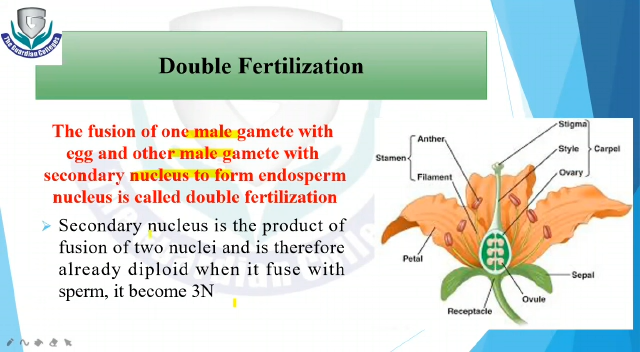 The Guardian Colleges
Double Fertilization
The fusion of one male gamete with
egg and other male gamete with
secondary nucleus to form endosperm
nucleus is called double fertilization
Secondary nucleus is the product of
fusion of two nuclei and is therefore
already diploid when it fuse with
sperm, it become 3N
Stigma
Anther
Style
Carpel
Stamen
Filament
Ovary
Petal
Sepal
Ovule
Receptacle